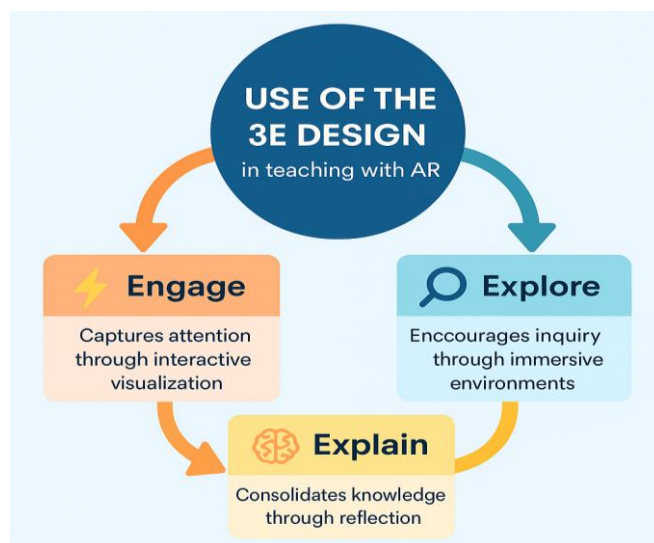 USE OF THE
3E DESIGN
in teaching with AR
Engage
Captures attention
through interactive
visualization
Explore
Enccourages inquiry
through immersive
environments
Explain
Consolidates knowledge
through reflection